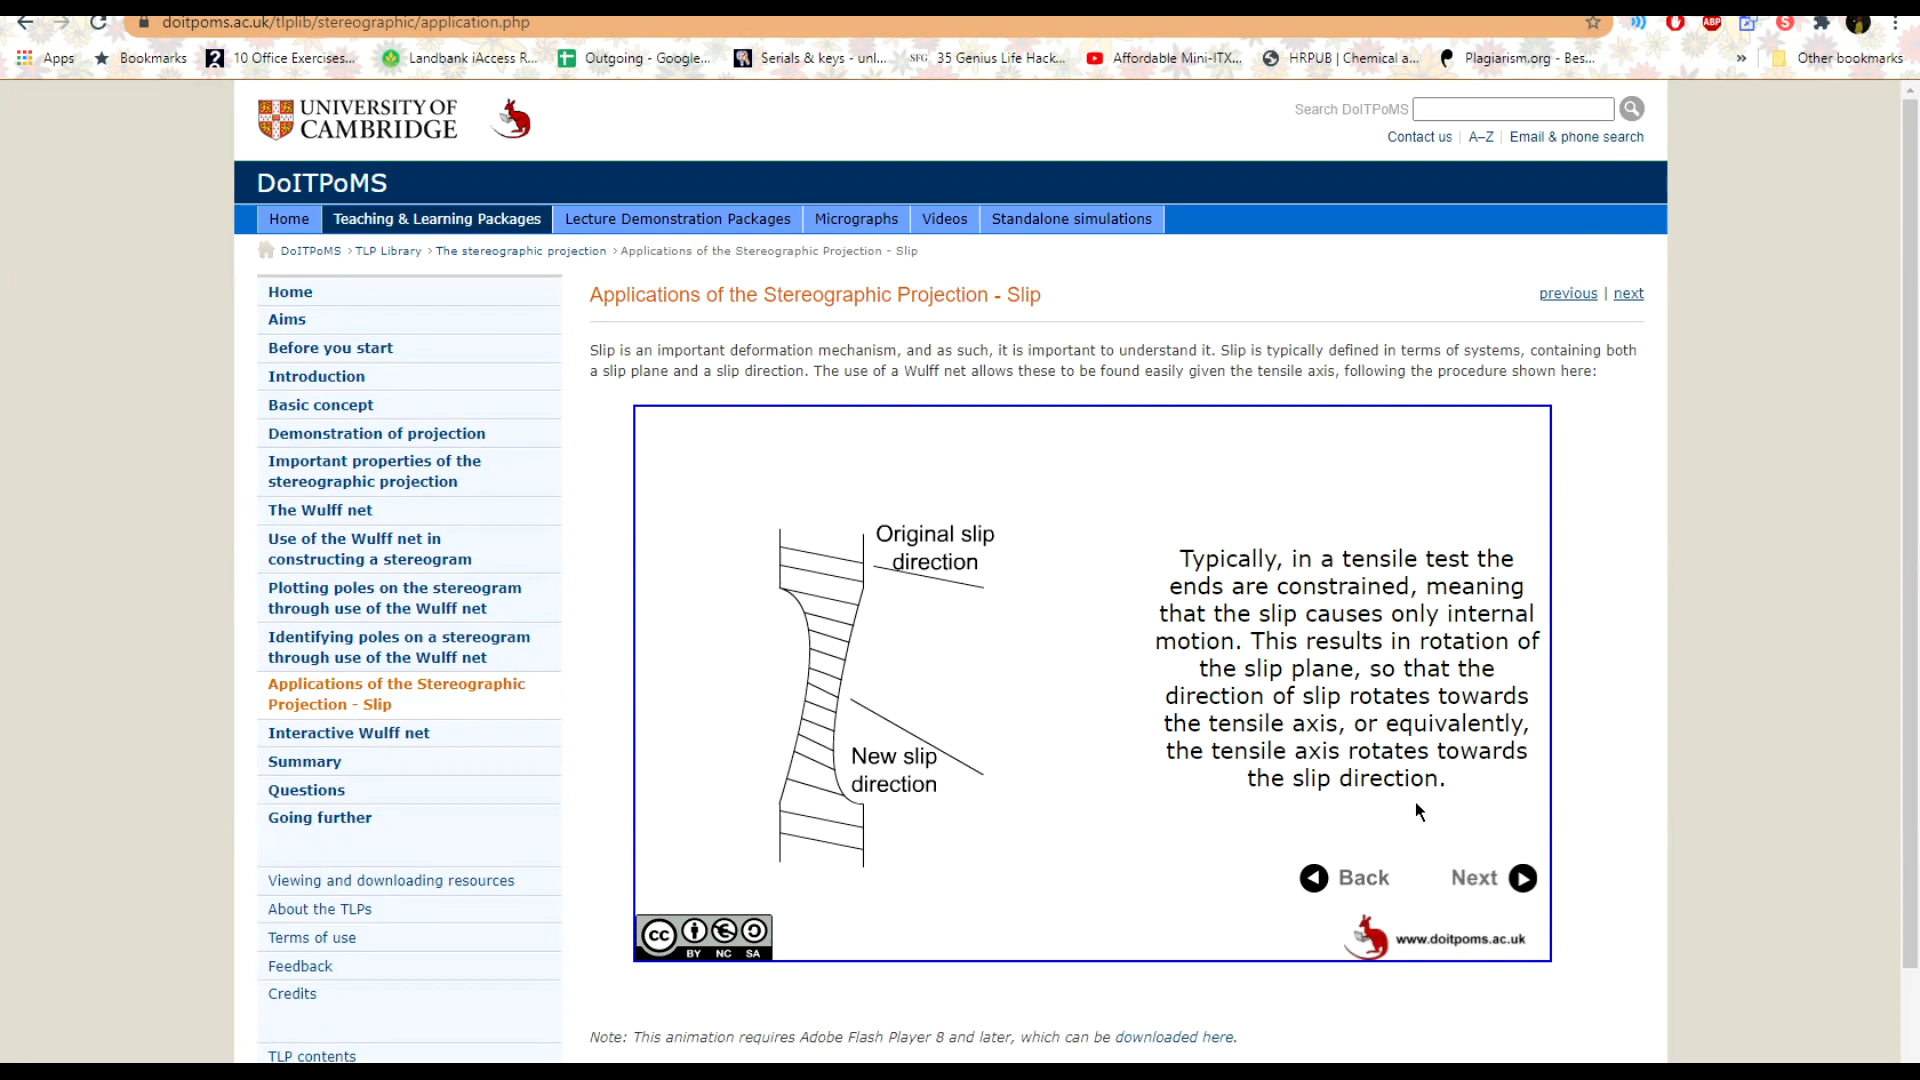 doitpoms.ac.uk/tlplib/stereographic/application.php
ABP
S
Apps
Bookmarks
10 Office Exercises...
Landbank iAccess R...
Outgoing - Google...
Serials & keys - unl...
SFG 35 Genius Life Hack...
Affordable Mini-ITX...
HRPUB | Chemical a...
Plagiarism.org - Bes...
»
Other bookmarks
UNIVERSITY OF
CAMBRIDGE
Search DoITPoMS
Contact us | A–Z | Email & phone search
DoITPoMS
Home
Teaching & Learning Packages
Lecture Demonstration Packages
Micrographs
Videos
Standalone simulations
DoITPoMS > TLP Library > The stereographic projection > Applications of the Stereographic Projection - Slip
Home
Aims
Before you start
Introduction
Basic concept
Demonstration of projection
Important properties of the
stereographic projection
The Wulff net
Use of the Wulff net in
constructing a stereogram
Plotting poles on the stereogram
through use of the Wulff net
Identifying poles on a stereogram
through use of the Wulff net
Applications of the Stereographic
Projection - Slip
Interactive Wulff net
Summary
Questions
Going further
Viewing and downloading resources
About the TLPs
Terms of use
Feedback
Credits
TLP contents
Applications of the Stereographic Projection - Slip
previous | next
Slip is an important deformation mechanism, and as such, it is important to understand it. Slip is typically defined in terms of systems, containing both
a slip plane and a slip direction. The use of a Wulff net allows these to be found easily given the tensile axis, following the procedure shown here:
Original slip
direction
New slip
direction
Typically, in a tensile test the
ends are constrained, meaning
that the slip causes only internal
motion. This results in rotation of
the slip plane, so that the
direction of slip rotates towards
the tensile axis, or equivalently,
the tensile axis rotates towards
the slip direction.
Back
Next
cc
BY NC SA
www.doitpoms.ac.uk
Note: This animation requires Adobe Flash Player 8 and later, which can be downloaded here.